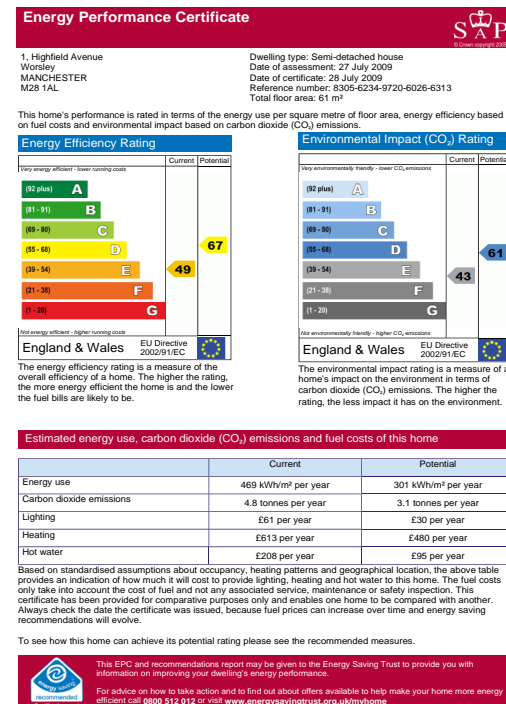 Energy Performance Certificate
SAP
© Crown copyright 2009
1, Highfield Avenue
Worsley
MANCHESTER
M28 1AL
Dwelling type: Semi-detached house
Date of assessment: 27 July 2009
Date of certificate: 28 July 2009
Reference number: 8305-6234-9720-6026-6313
Total floor area: 61 m²
This home's performance is rated in terms of the energy use per square metre of floor area, energy efficiency based
on fuel costs and environmental impact based on carbon dioxide (CO₂) emissions.
Energy Efficiency Rating
Current Potential
Very energy efficient - lower running costs
(92 plus) A
(81 - 91) B
(69 - 80) C
(55 - 68) D
(39 - 54) E
(21 - 38) F
(1 - 20) G
49
67
Not energy efficient - higher running costs
England & Wales
EU Directive
2002/91/EC
The energy efficiency rating is a measure of the
overall efficiency of a home. The higher the rating,
the more energy efficient the home is and the lower
the fuel bills are likely to be.
Environmental Impact (CO₂) Rating
Current Potentia
Very environmentally friendly - lower CO₂ emissions
(92 plus) A
(81 - 91) B
(69 - 80) C
(55 - 68) D
(39 - 54) E
(21 - 38) F
(1 - 20) G
43
61
Not environmentally friendly - higher CO₂ emissions
England & Wales
EU Directive
2002/91/EC
The environmental impact rating is a measure of a
home's impact on the environment in terms of
carbon dioxide (CO₂) emissions. The higher the
rating, the less impact it has on the environment.
Estimated energy use, carbon dioxide (CO₂) emissions and fuel costs of this home
Current Potential
Energy use 469 kWh/m² per year 301 kWh/m² per year
Carbon dioxide emissions 4.8 tonnes per year 3.1 tonnes per year
Lighting £61 per year £30 per year
Heating £613 per year £480 per year
Hot water £208 per year £95 per year
Based on standardised assumptions about occupancy, heating patterns and geographical location, the above table
provides an indication of how much it will cost to provide lighting, heating and hot water to this home. The fuel costs
only take into account the cost of fuel and not any associated service, maintenance or safety inspection. This
certificate has been provided for comparative purposes only and enables one home to be compared with another.
Always check the date the certificate was issued, because fuel prices can increase over time and energy saving
recommendations will evolve.
To see how this home can achieve its potential rating please see the recommended measures.
energy saving
recommended
This EPC and recommendations report may be given to the Energy Saving Trust to provide you with
information on improving your dwelling's energy performance.
For advice on how to take action and to find out about offers available to help make your home more energy
efficient call 0800 512 012 or visit www.energysavingtrust.org.uk/myhome